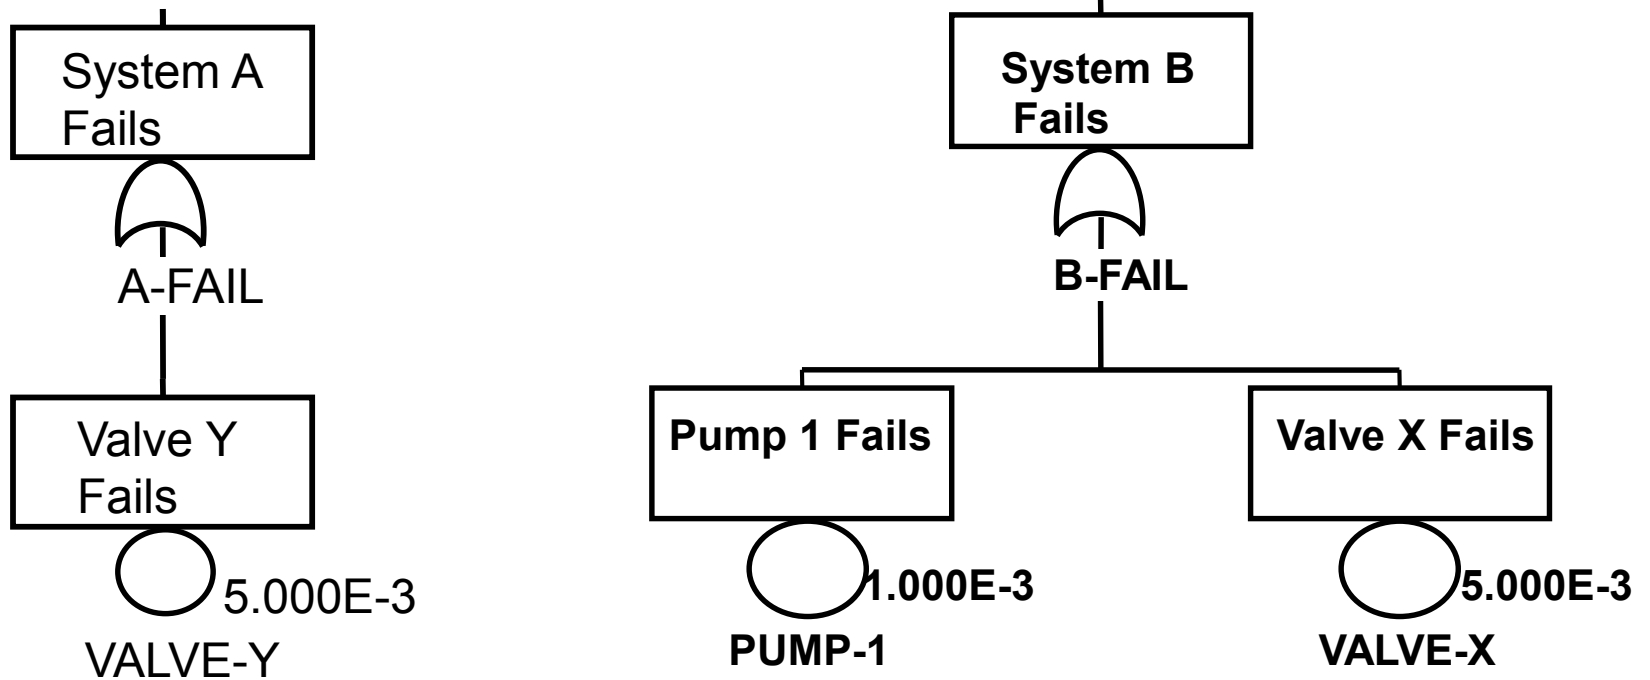 System A
Fails
A-FAIL
Valve Y
Fails
5.000E-3
VALVE-Y
System B
Fails
B-FAIL
Pump 1 Fails
1.000E-3
PUMP-1
Valve X Fails
5.000E-3
VALVE-X